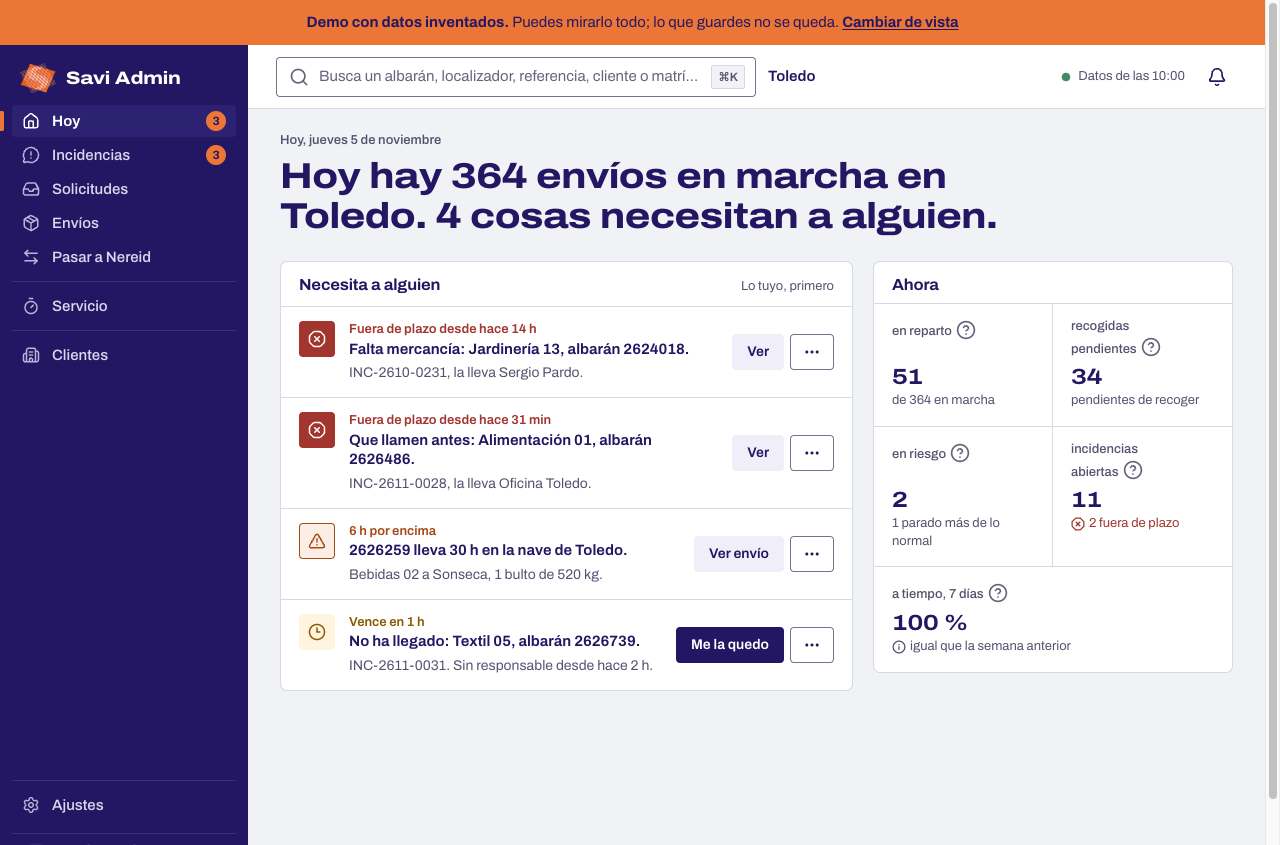 Demo con datos inventados. Puedes mirarlo todo; lo que guardes no se queda. Cambiar de vista
Savi Admin
Busca un albarán, localizador, referencia, cliente o matrí... ⌘K
Toledo
Datos de las 10:00
Hoy 3
Incidencias 3
Solicitudes
Envíos
Pasar a Nereid
Servicio
Clientes
Ajustes
Hoy, jueves 5 de noviembre
Hoy hay 364 envíos en marcha en
Toledo. 4 cosas necesitan a alguien.
Necesita a alguien
Lo tuyo, primero
Fuera de plazo desde hace 14 h
Falta mercancía: Jardinería 13, albarán 2624018.
INC-2610-0231, la lleva Sergio Pardo.
Ver
Fuera de plazo desde hace 31 min
Que llamen antes: Alimentación 01, albarán
2626486.
INC-2611-0028, la lleva Oficina Toledo.
Ver
6 h por encima
2626259 lleva 30 h en la nave de Toledo.
Bebidas 02 a Sonseca, 1 bulto de 520 kg.
Ver envío
Vence en 1 h
No ha llegado: Textil 05, albarán 2626739.
INC-2611-0031. Sin responsable desde hace 2 h.
Me la quedo
Ahora
en reparto
51
de 364 en marcha
recogidas
pendientes
34
pendientes de recoger
en riesgo
2
1 parado más de lo
normal
incidencias
abiertas
11
2 fuera de plazo
a tiempo, 7 días
100 %
igual que la semana anterior